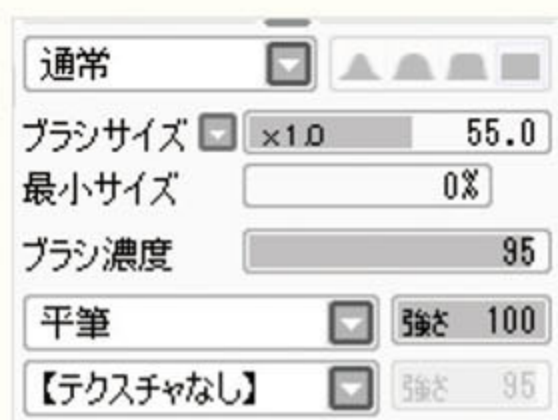 通常
ブラシサイズ ×1.0 55.0
最小サイズ 0%
ブラシ濃度 95
平筆 強さ 100
【テクスチャなし】 強さ 95